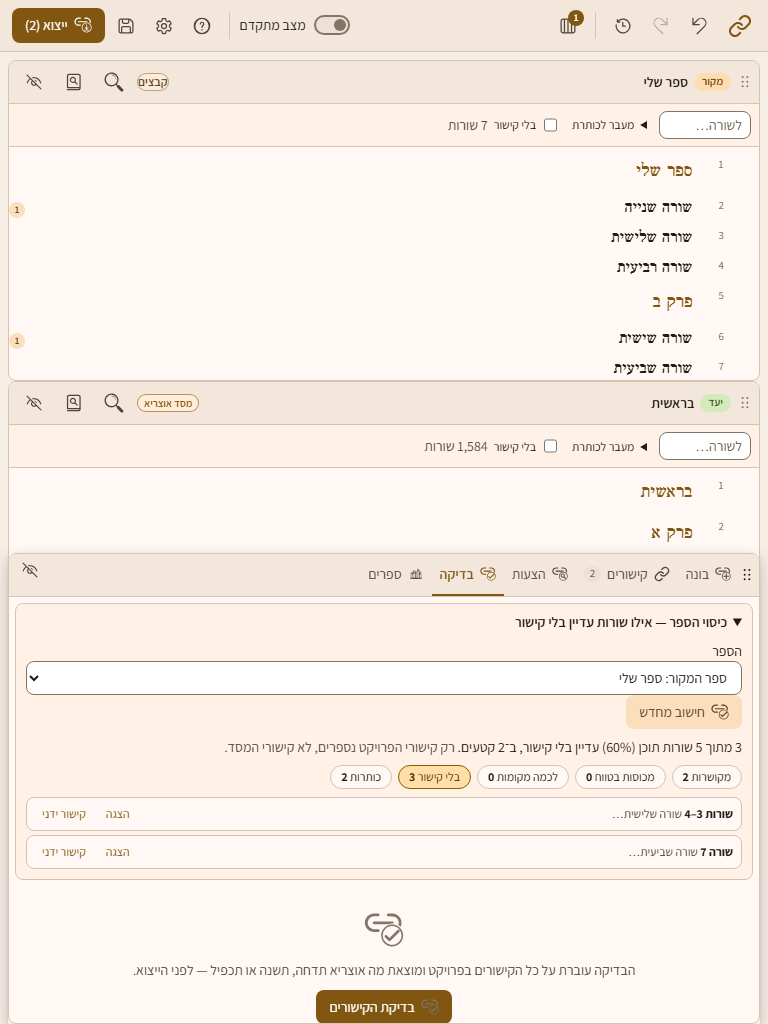 1
מצב מתקדם
ייצוא (2)
מקור ספר שלי קבצים
לשורה... מעבר לכותרת בלי קישור 7 שורות
1 ספר שלי
2 שורה שנייה 1
3 שורה שלישית
4 שורה רביעית
5 פרק ב
6 שורה שישית 1
7 שורה שביעית
יעד בראשית מסד אוצריא
לשורה... מעבר לכותרת בלי קישור 1,584 שורות
1 בראשית
2 פרק א
בונה קישורים 2 הצעות בדיקה ספרים
כיסוי הספר — אילו שורות עדיין בלי קישור
הספר
ספר המקור: ספר שלי
חישוב מחדש
3 מתוך 5 שורות תוכן (60%) עדיין בלי קישור, ב־2 קטעים. רק קישורי הפרויקט נספרים, לא קישורי המסד.
מקושרות 2 מכוסות בטווח 0 לכמה מקומות 0 בלי קישור 3 כותרות 2
שורות 3–4 שורה שלישית... הצגה קישור ידני
שורה 7 שורה שביעית... הצגה קישור ידני
הבדיקה עוברת על כל הקישורים בפרויקט ומוצאת מה אוצריא תדחה, תשנה או תכפיל — לפני הייצוא.
בדיקת הקישורים